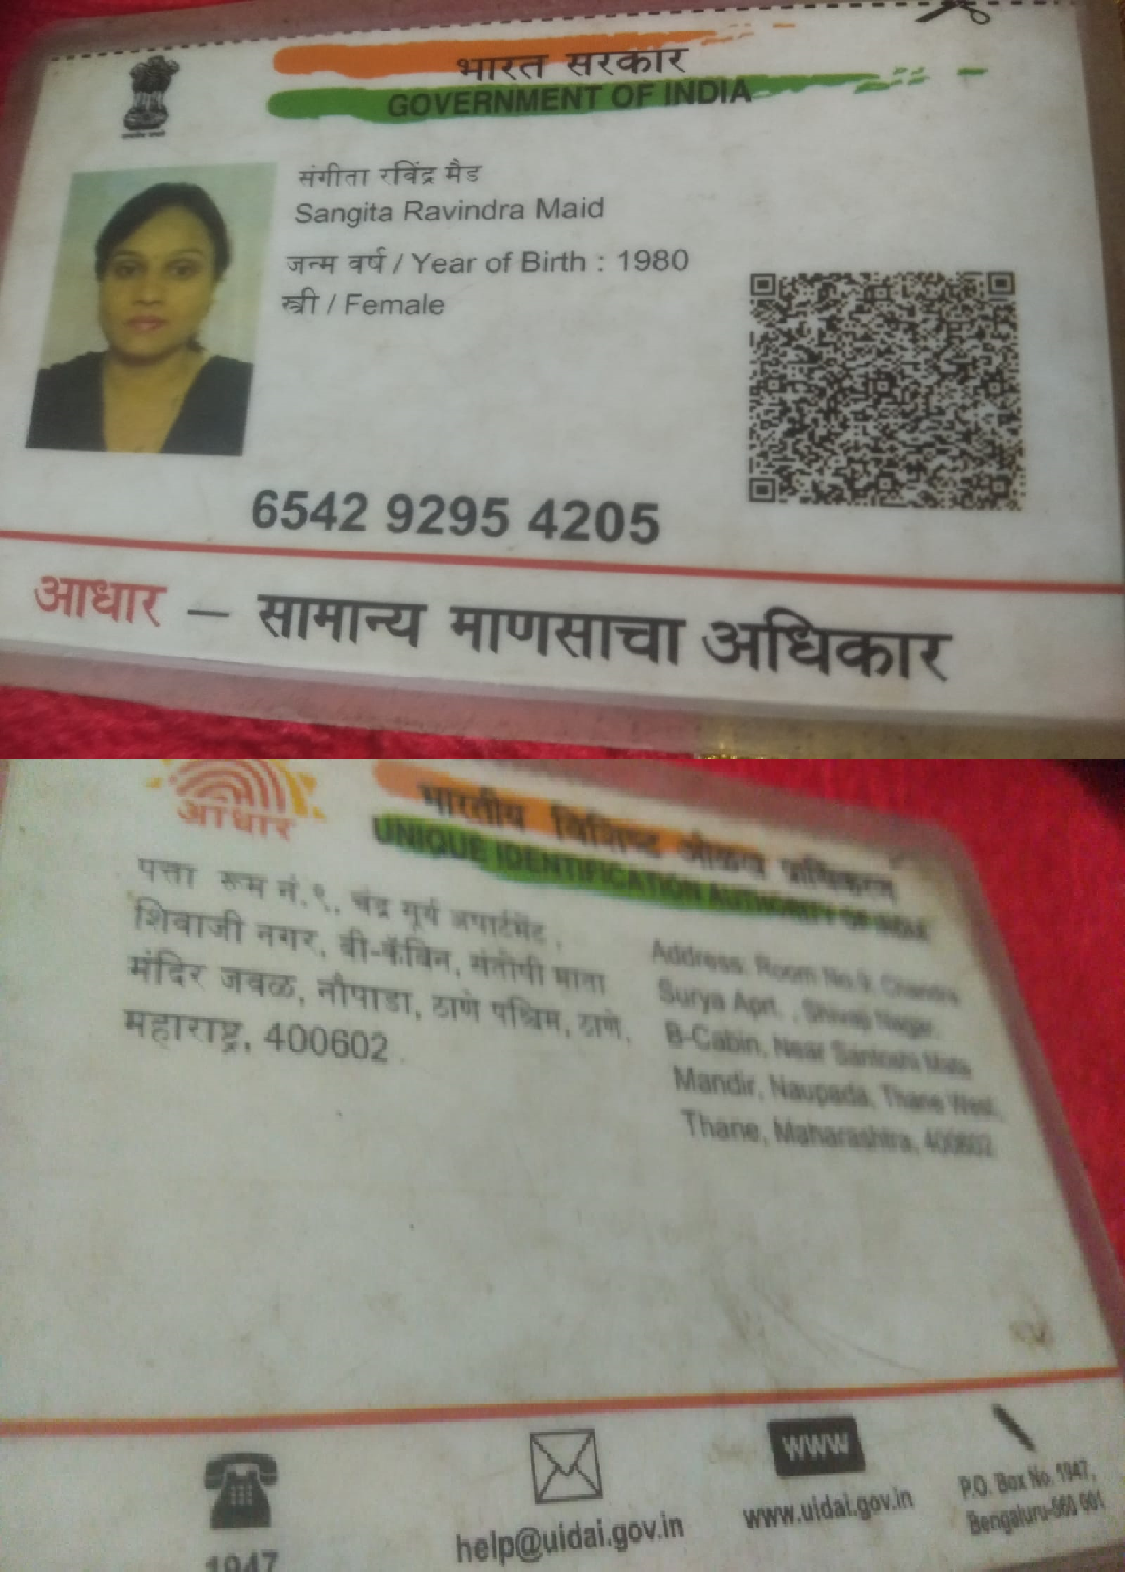 भारत सरकार
GOVERNMENT OF INDIA
संगीता रविंद्र मैड
Sangita Ravindra Maid
जन्म वर्ष / Year of Birth : 1980
स्त्री / Female
6542 9295 4205
आधार — सामान्य माणसाचा अधिकार
आधार
भारतीय विशिष्ट ओळख प्राधिकरण
UNIQUE IDENTIFICATION AUTHORITY OF INDIA
पत्ता रूम नं.९., चंद्र सूर्य अपार्टमेंट ,
शिवाजी नगर, बी-कॅबिन, संतोषी माता
मंदिर जवळ, नौपाडा, ठाणे पश्चिम, ठाणे,
महाराष्ट्र, 400602
Address: Room No.9, Chandra
Surya Aprt. , Shivaji Nagar,
B-Cabin, Near Santoshi Mata
Mandir, Naupada, Thane West,
Thane, Maharashtra, 400602
1947
help@uidai.gov.in
www
www.uidai.gov.in
P.O. Box No. 1947,
Bengaluru-560 001